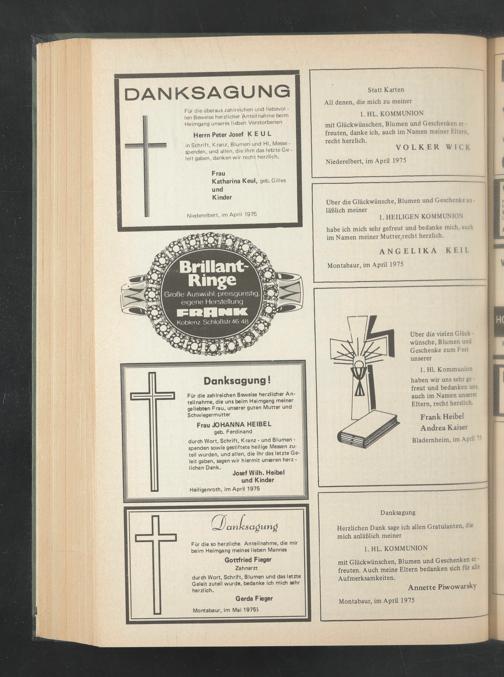 DANKSAGUNG
Für die überaus zahlreichen und liebevol-
len Beweise herzlicher Anteilnahme beim
Heimgang unseres lieben Verstorbenen
Herrn Peter Josef KEUL
in Schrift, Kranz, Blumen und Hl. Messe-
spenden, und allen, die ihm das letzte Ge-
leit gaben, danken wir recht herzlich.
Frau
Katharina Keul, geb. Gilles
und
Kinder
Niederelbert, im April 1975
Brillant-
Ringe
Große Auswahl, preisgünstig,
eigene Herstellung
FRANK
Koblenz Schloßstr. 46-48
Danksagung!
Für die zahlreichen Beweise herzlicher An-
teilnahme, die uns beim Heimgang meiner
geliebten Frau, unserer guten Mutter und
Schwiegermutter
Frau JOHANNA HEIBEL
geb. Ferdinand
durch Wort, Schrift, Kranz- und Blumen-
spenden sowie gestiftete heilige Messen zu-
teil wurden, und allen, die ihr das letzte Ge-
leit gaben, sagen wir hiermit unseren herz-
lichen Dank.
Josef Wilh. Heibel
und Kinder
Heiligenroth, im April 1975
Danksagung
Für die so herzliche Anteilnahme, die mir
beim Heimgang meines lieben Mannes
Gottfried Fieger
Zahnarzt
durch Wort, Schrift, Blumen und das letzte
Geleit zuteil wurde, bedanke ich mich sehr
herzlich.
Gerda Fieger
Montabaur, im Mai 1975
Statt Karten
All denen, die mich zu meiner
1. HL. KOMMUNION
mit Glückwünschen, Blumen und Geschenken er-
freuten, danke ich, auch im Namen meiner Eltern,
recht herzlich.
VOLKER WICK
Niederelbert, im April 1975
Über die Glückwünsche, Blumen und Geschenke an-
läßlich meiner
1. HEILIGEN KOMMUNION
habe ich mich sehr gefreut und bedanke mich, auch
im Namen meiner Mutter, recht herzlich.
ANGELIKA KEIL
Montabaur, im April 1975
Über die vielen Glück-
wünsche, Blumen und
Geschenke zum Fest
unserer
1. Hl. Kommunion
haben wir uns sehr ge-
freut und bedanken uns,
auch im Namen unserer
Eltern, recht herzlich.
Frank Heibel
Andrea Kaiser
Bladernheim, im April 75
Danksagung
Herzlichen Dank sage ich allen Gratulanten, die
mich anläßlich meiner
1. HL. KOMMUNION
mit Glückwünschen, Blumen und Geschenken er-
freuten. Auch meine Eltern bedanken sich für alle
Aufmerksamkeiten.
Annette Piwowarsky
Montabaur, im April 1975